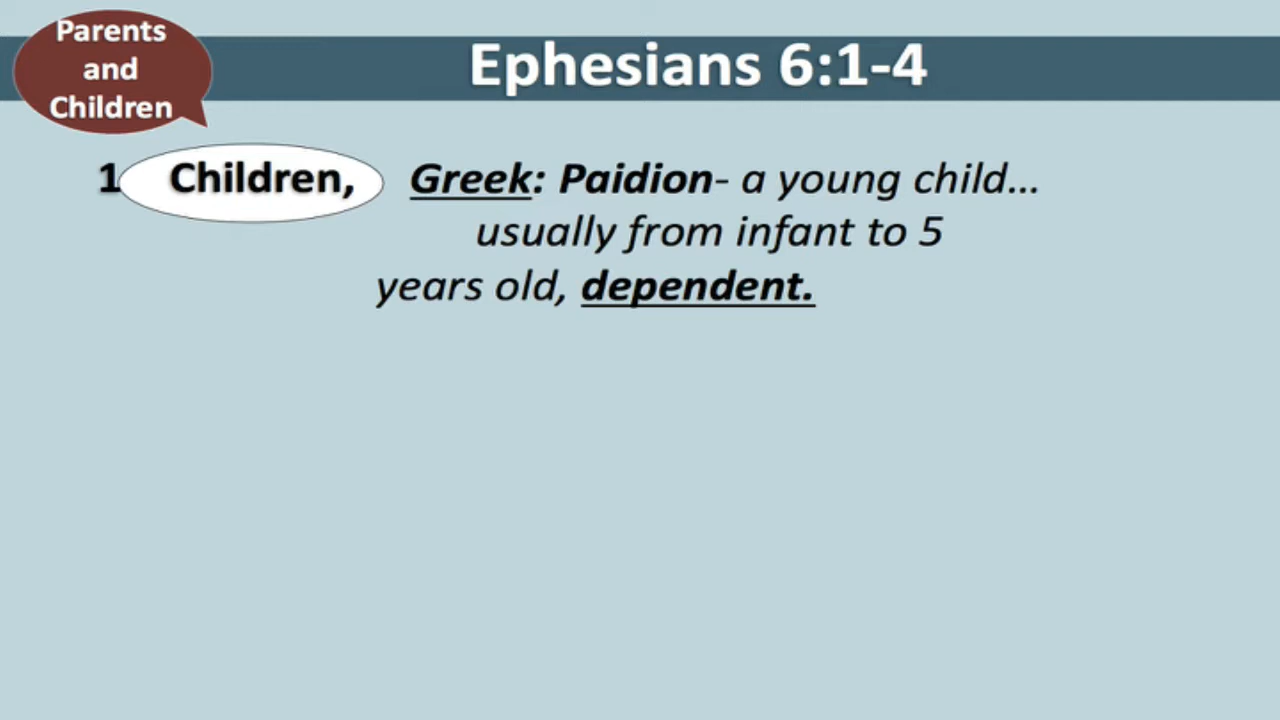 Parents
and
Children
Ephesians 6:1-4
1 Children, Greek: Paidion- a young child...
usually from infant to 5
years old, dependent.